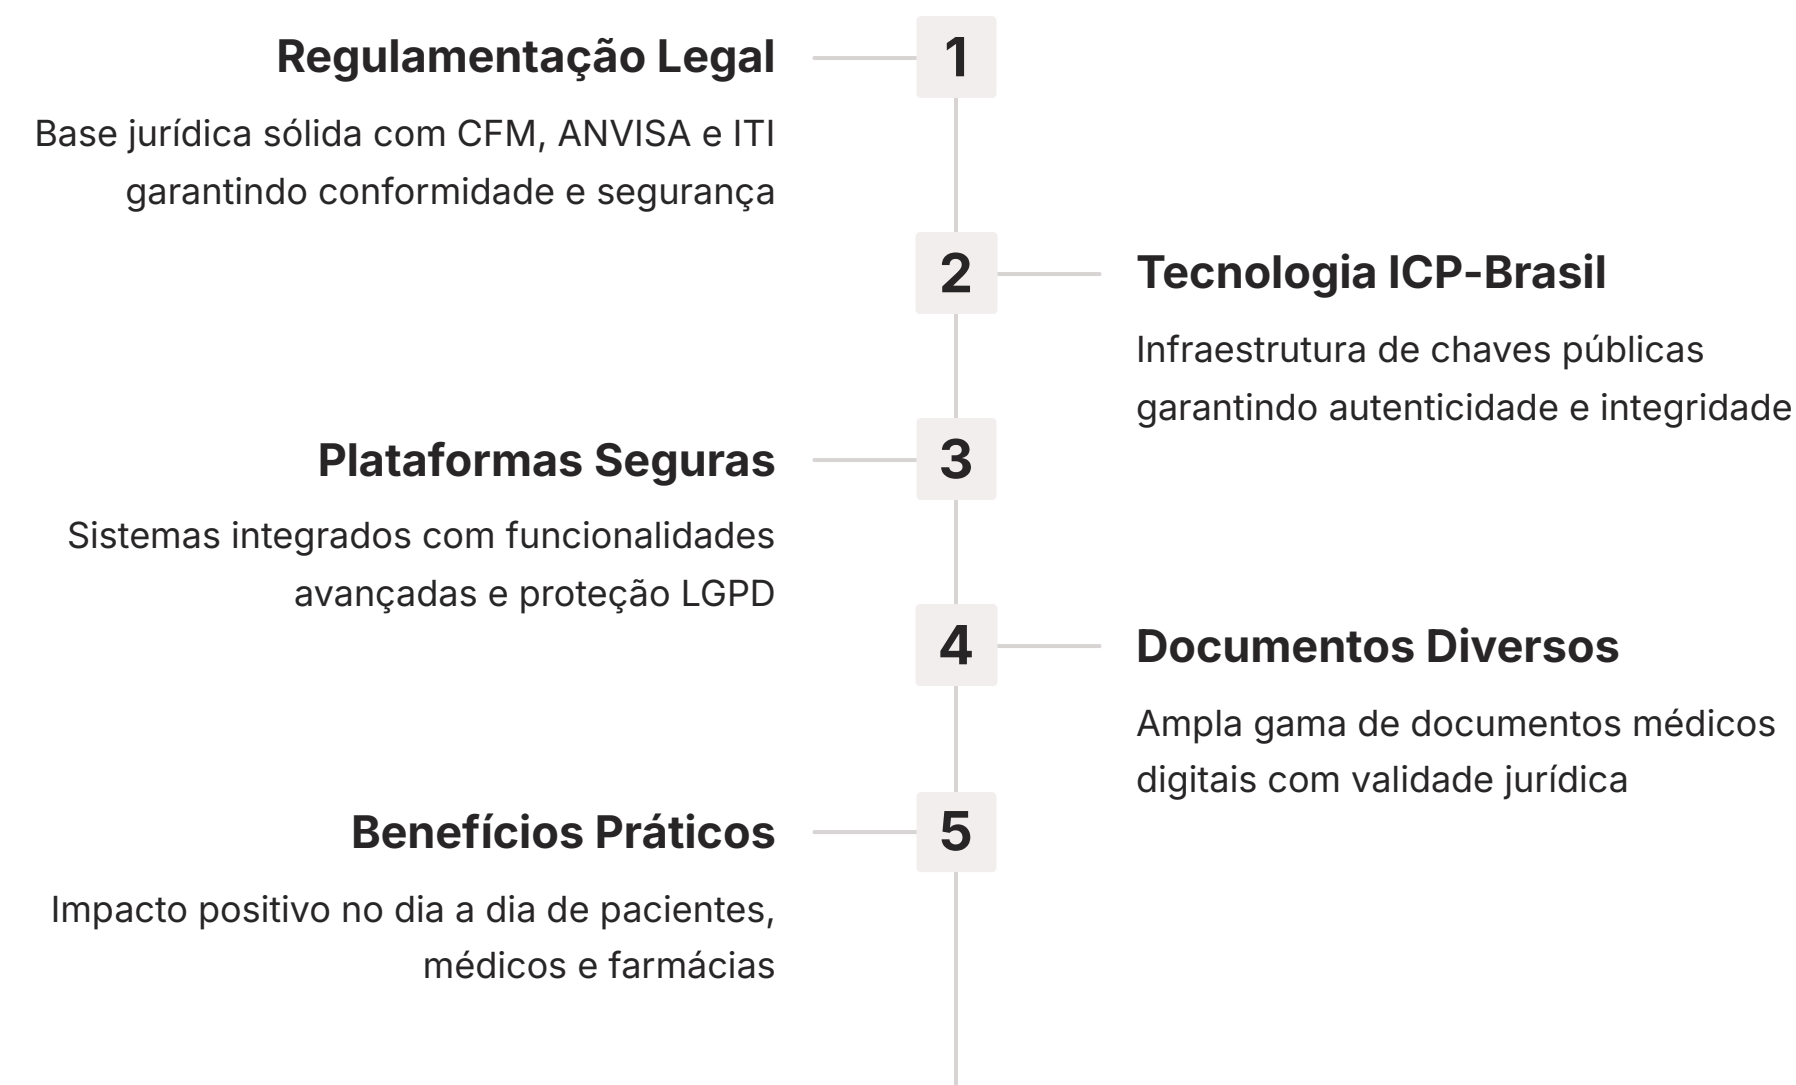 1
Regulamentação Legal
Base jurídica sólida com CFM, ANVISA e ITI
garantindo conformidade e segurança
2
Tecnologia ICP-Brasil
Infraestrutura de chaves públicas
garantindo autenticidade e integridade
3
Plataformas Seguras
Sistemas integrados com funcionalidades
avançadas e proteção LGPD
4
Documentos Diversos
Ampla gama de documentos médicos
digitais com validade jurídica
5
Benefícios Práticos
Impacto positivo no dia a dia de pacientes,
médicos e farmácias